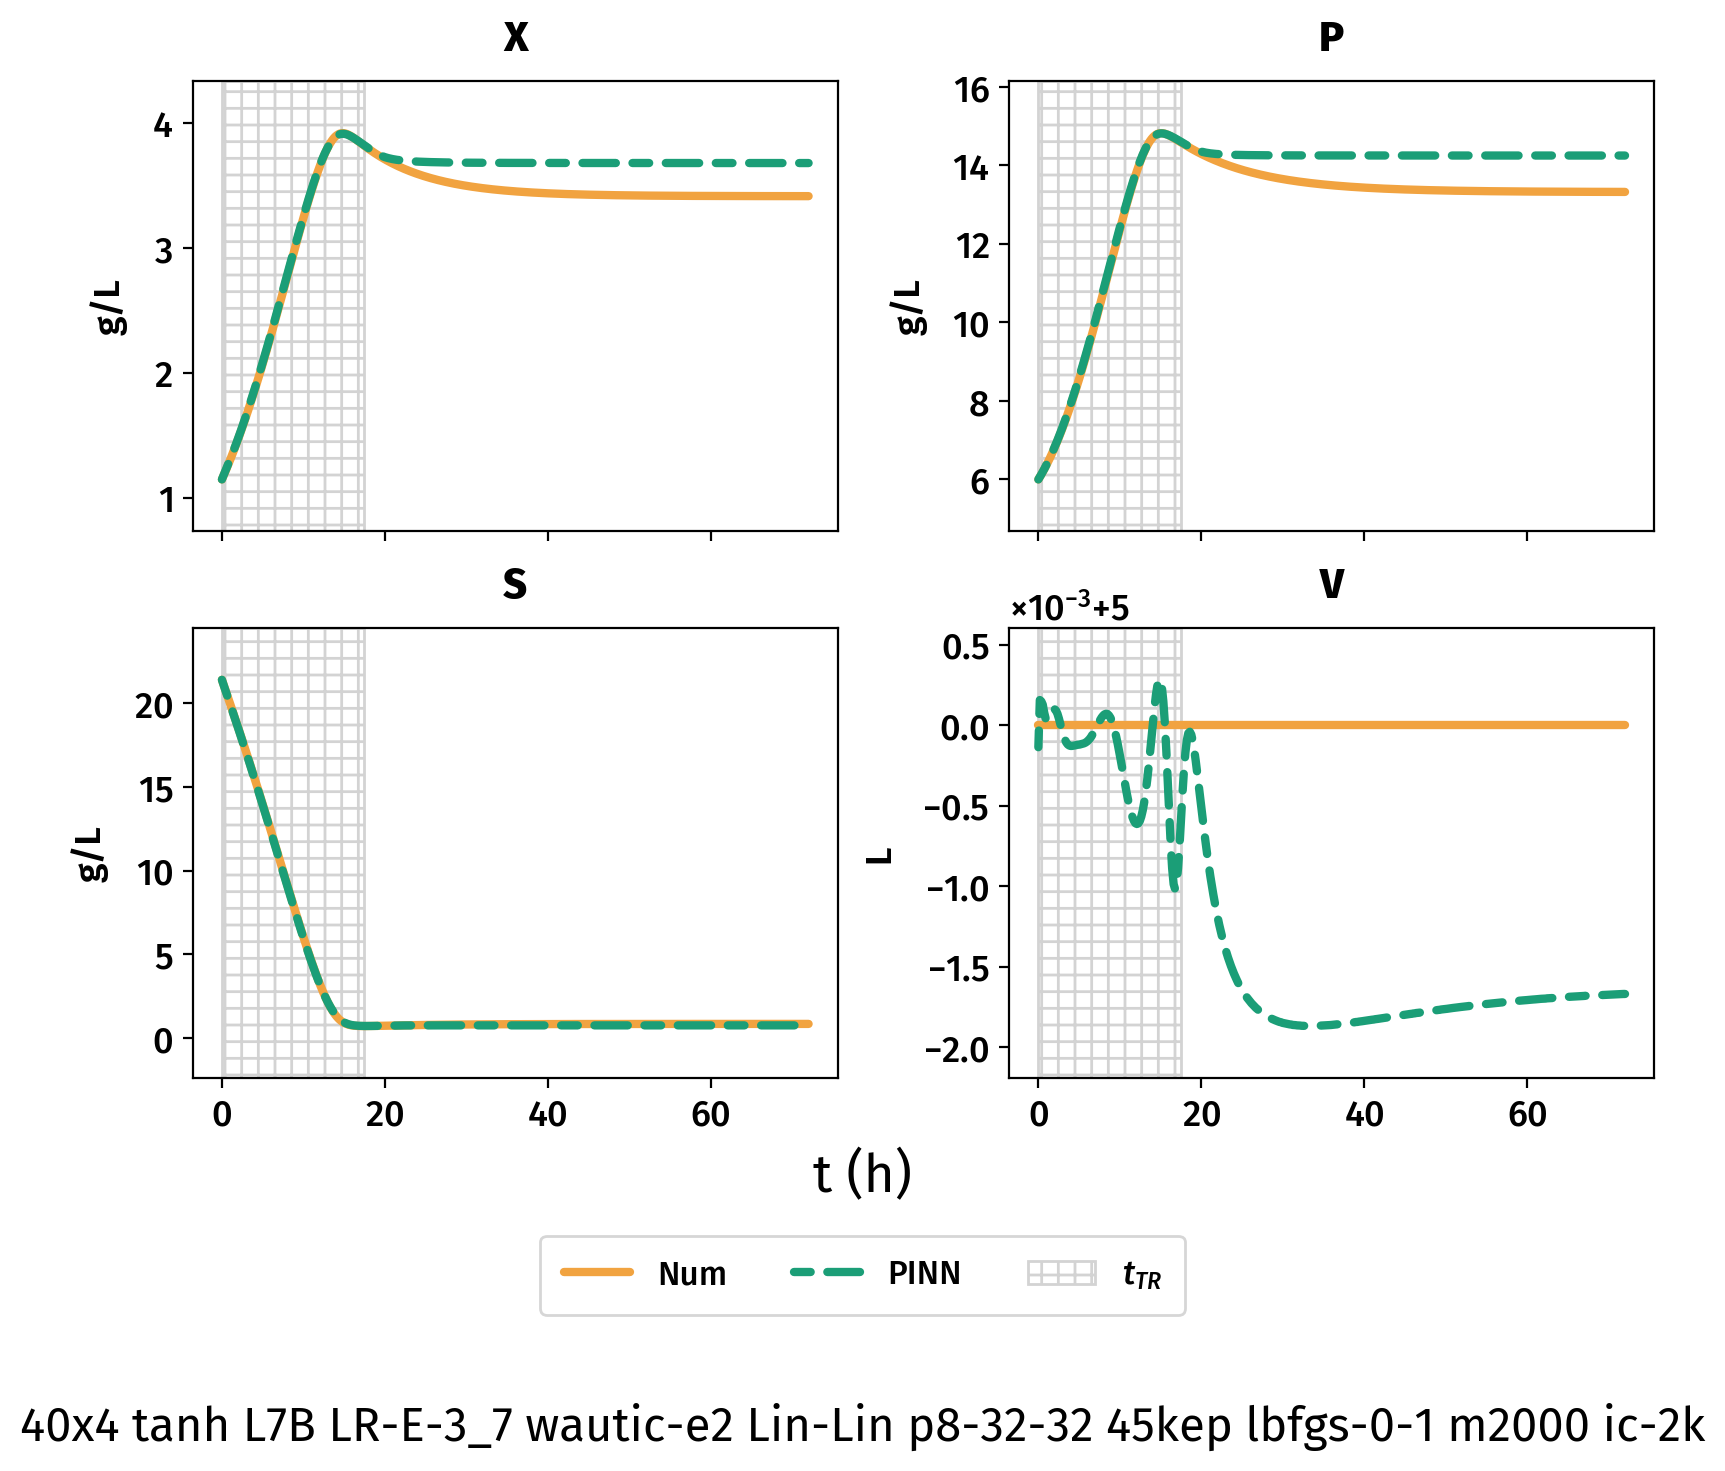 X
4
3
2
1
g/L
P
16
14
12
10
8
6
g/L
S
20
15
10
5
0
g/L
0 20 40 60
V
×10⁻³+5
0.5
0.0
−0.5
−1.0
−1.5
−2.0
L
0 20 40 60
t (h)
Num PINN t_TR
40x4 tanh L7B LR-E-3_7 wautic-e2 Lin-Lin p8-32-32 45kep lbfgs-0-1 m2000 ic-2k